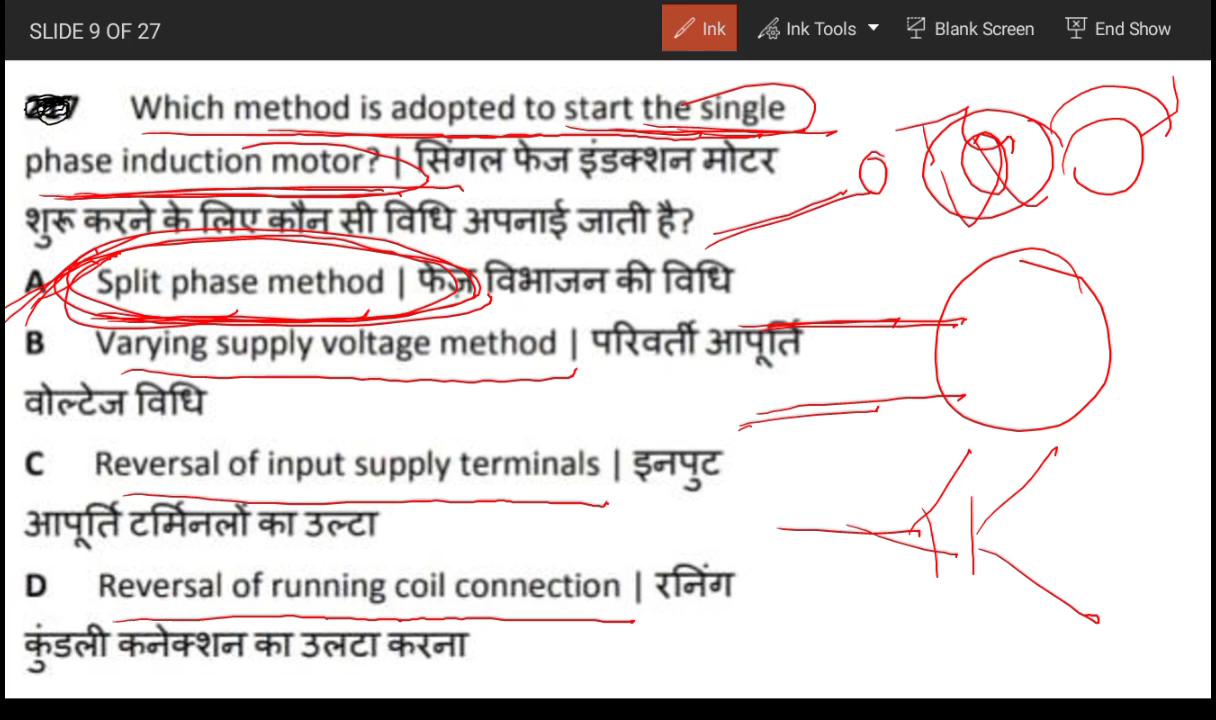 SLIDE 9 OF 27
Ink
Ink Tools
Blank Screen
End Show
Which method is adopted to start the single
phase induction motor? | सिंगल फेज इंडक्शन मोटर
शुरू करने के लिए कौन सी विधि अपनाई जाती है?
A Split phase method | फेज़ विभाजन की विधि
B Varying supply voltage method | परिवर्ती आपूर्ति
वोल्टेज विधि
C Reversal of input supply terminals | इनपुट
आपूर्ति टर्मिनलों का उल्टा
D Reversal of running coil connection | रनिंग
कुंडली कनेक्शन का उलटा करना